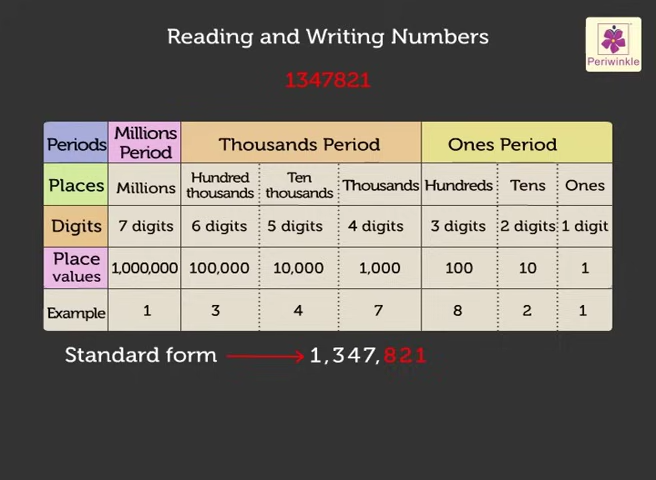 Reading and Writing Numbers
Periwinkle
1347821
Periods Millions Period Thousands Period Ones Period
Places Millions Hundred thousands Ten thousands Thousands Hundreds Tens Ones
Digits 7 digits 6 digits 5 digits 4 digits 3 digits 2 digits 1 digit
Place values 1,000,000 100,000 10,000 1,000 100 10 1
Example 1 3 4 7 8 2 1
Standard form → 1,347,821